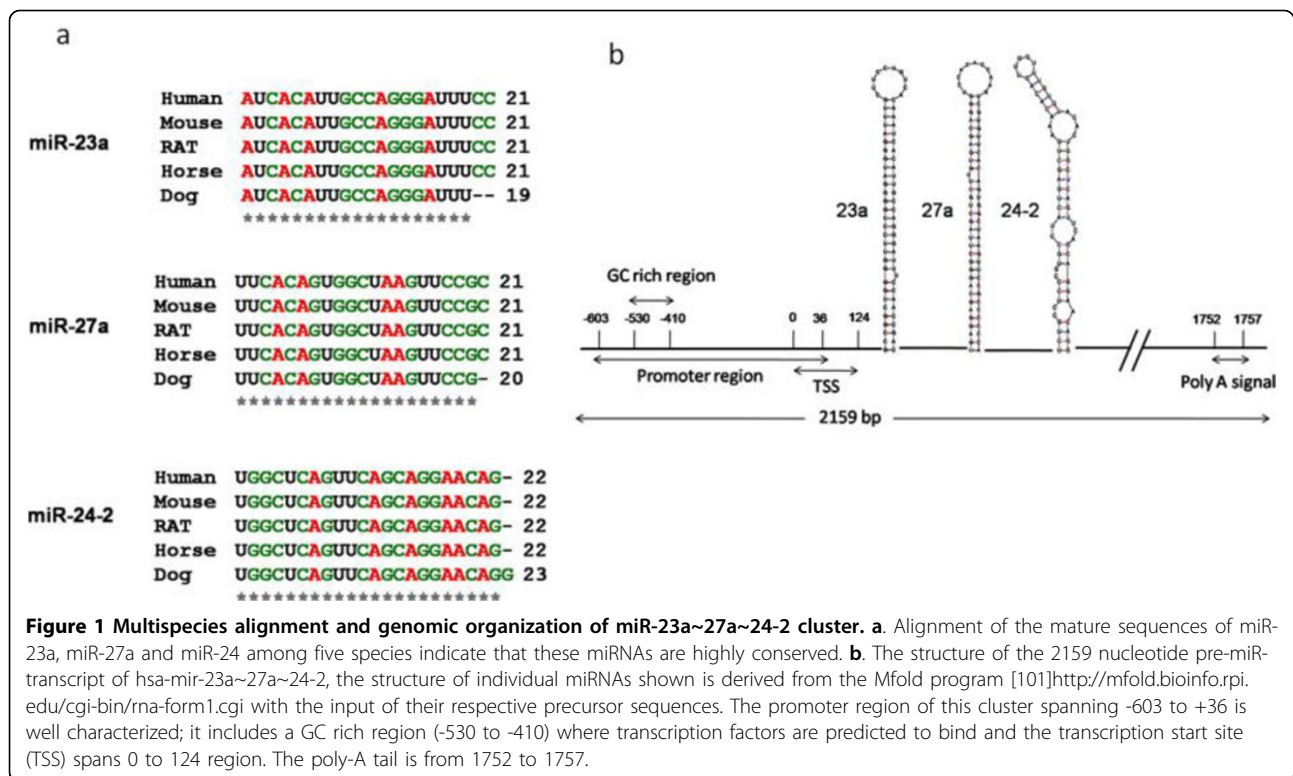 a
b
miR-23a
Human AUCACAUUGCCAGGGAUUUCC 21
Mouse AUCACAUUGCCAGGGAUUUCC 21
RAT AUCACAUUGCCAGGGAUUUCC 21
Horse AUCACAUUGCCAGGGAUUUCC 21
Dog AUCACAUUGCCAGGGAUUU-- 19
*******************
miR-27a
Human UUCACAGUGGCUAAGUUCCGC 21
Mouse UUCACAGUGGCUAAGUUCCGC 21
RAT UUCACAGUGGCUAAGUUCCGC 21
Horse UUCACAGUGGCUAAGUUCCGC 21
Dog UUCACAGUGGCUAAGUUCCG- 20
********************
miR-24-2
Human UGGCUCAGUUCAGCAGGAACAG- 22
Mouse UGGCUCAGUUCAGCAGGAACAG- 22
RAT UGGCUCAGUUCAGCAGGAACAG- 22
Horse UGGCUCAGUUCAGCAGGAACAG- 22
Dog UGGCUCAGUUCAGCAGGAACAGG 23
**********************
23a 27a 24-2
GC rich region
-603 -530 -410 0 36 124 1752 1757
Promoter region
TSS
Poly A signal
2159 bp
Figure 1 Multispecies alignment and genomic organization of miR-23a~27a~24-2 cluster. a. Alignment of the mature sequences of miR-
23a, miR-27a and miR-24 among five species indicate that these miRNAs are highly conserved. b. The structure of the 2159 nucleotide pre-miR-
transcript of hsa-mir-23a~27a~24-2, the structure of individual miRNAs shown is derived from the Mfold program [101]http://mfold.bioinfo.rpi.
edu/cgi-bin/rna-form1.cgi with the input of their respective precursor sequences. The promoter region of this cluster spanning -603 to +36 is
well characterized; it includes a GC rich region (-530 to -410) where transcription factors are predicted to bind and the transcription start site
(TSS) spans 0 to 124 region. The poly-A tail is from 1752 to 1757.